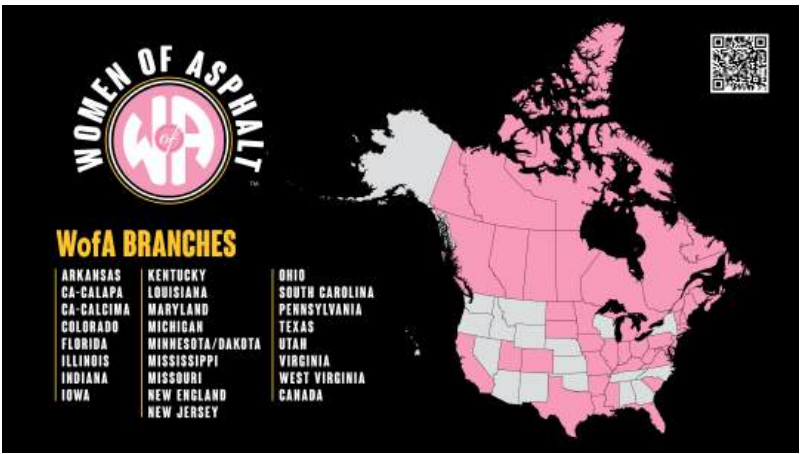 WOMEN OF ASPHALT
W of A
TM
WofA BRANCHES
ARKANSAS
CA-CALAPA
CA-CALCIMA
COLORADO
FLORIDA
ILLINOIS
INDIANA
IOWA
KENTUCKY
LOUISIANA
MARYLAND
MICHIGAN
MINNESOTA/DAKOTA
MISSISSIPPI
MISSOURI
NEW ENGLAND
NEW JERSEY
OHIO
SOUTH CAROLINA
PENNSYLVANIA
TEXAS
UTAH
VIRGINIA
WEST VIRGINIA
CANADA